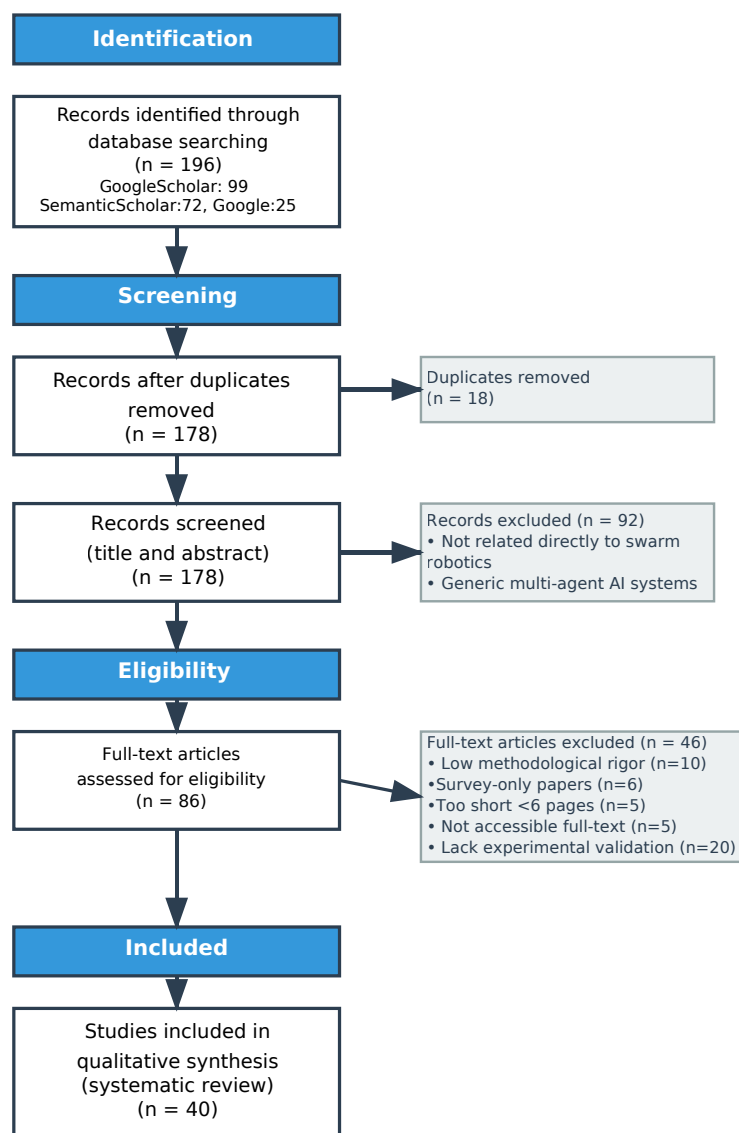 Identification
Records identified through
database searching
(n = 196)
GoogleScholar: 99
SemanticScholar:72, Google:25
Screening
Records after duplicates
removed
(n = 178)
Duplicates removed
(n = 18)
Records screened
(title and abstract)
(n = 178)
Records excluded (n = 92)
• Not related directly to swarm
robotics
• Generic multi-agent AI systems
Eligibility
Full-text articles
assessed for eligibility
(n = 86)
Full-text articles excluded (n = 46)
• Low methodological rigor (n=10)
•Survey-only papers (n=6)
•Too short <6 pages (n=5)
• Not accessible full-text (n=5)
• Lack experimental validation (n=20)
Included
Studies included in
qualitative synthesis
(systematic review)
(n = 40)